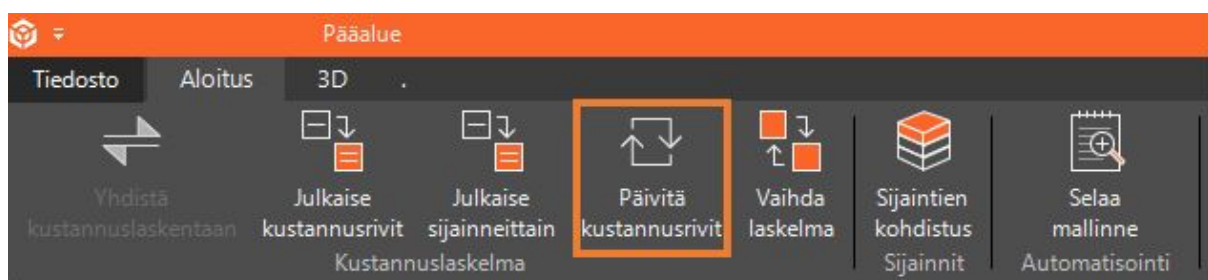 Pääalue
Tiedosto Aloitus 3D .
Yhdistä kustannuslaskentaan
Julkaise kustannusrivit
Julkaise sijainneittain
Päivitä kustannusrivit
Vaihda laskelma
Sijaintien kohdistus
Selaa mallinne
Kustannuslaskelma Sijainnit Automatisointi